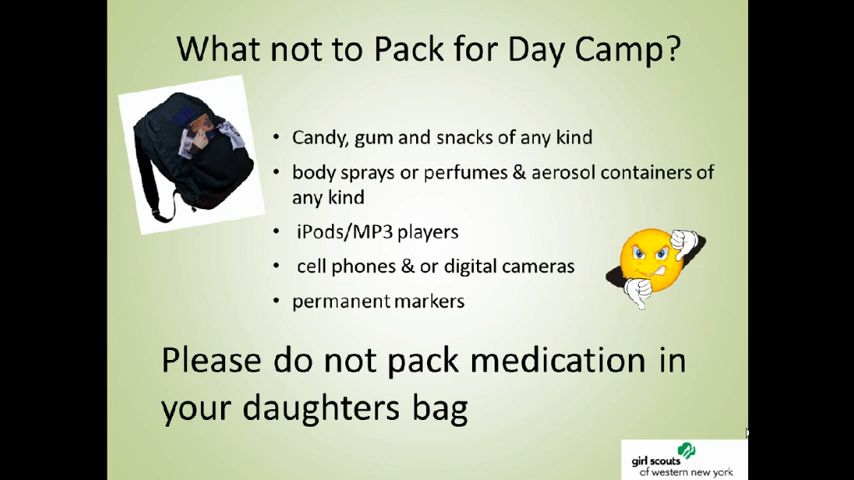 What not to Pack for Day Camp?
• Candy, gum and snacks of any kind
• body sprays or perfumes & aerosol containers of
any kind
• iPods/MP3 players
• cell phones & or digital cameras
• permanent markers
Please do not pack medication in
your daughters bag
girl scouts
of western new york